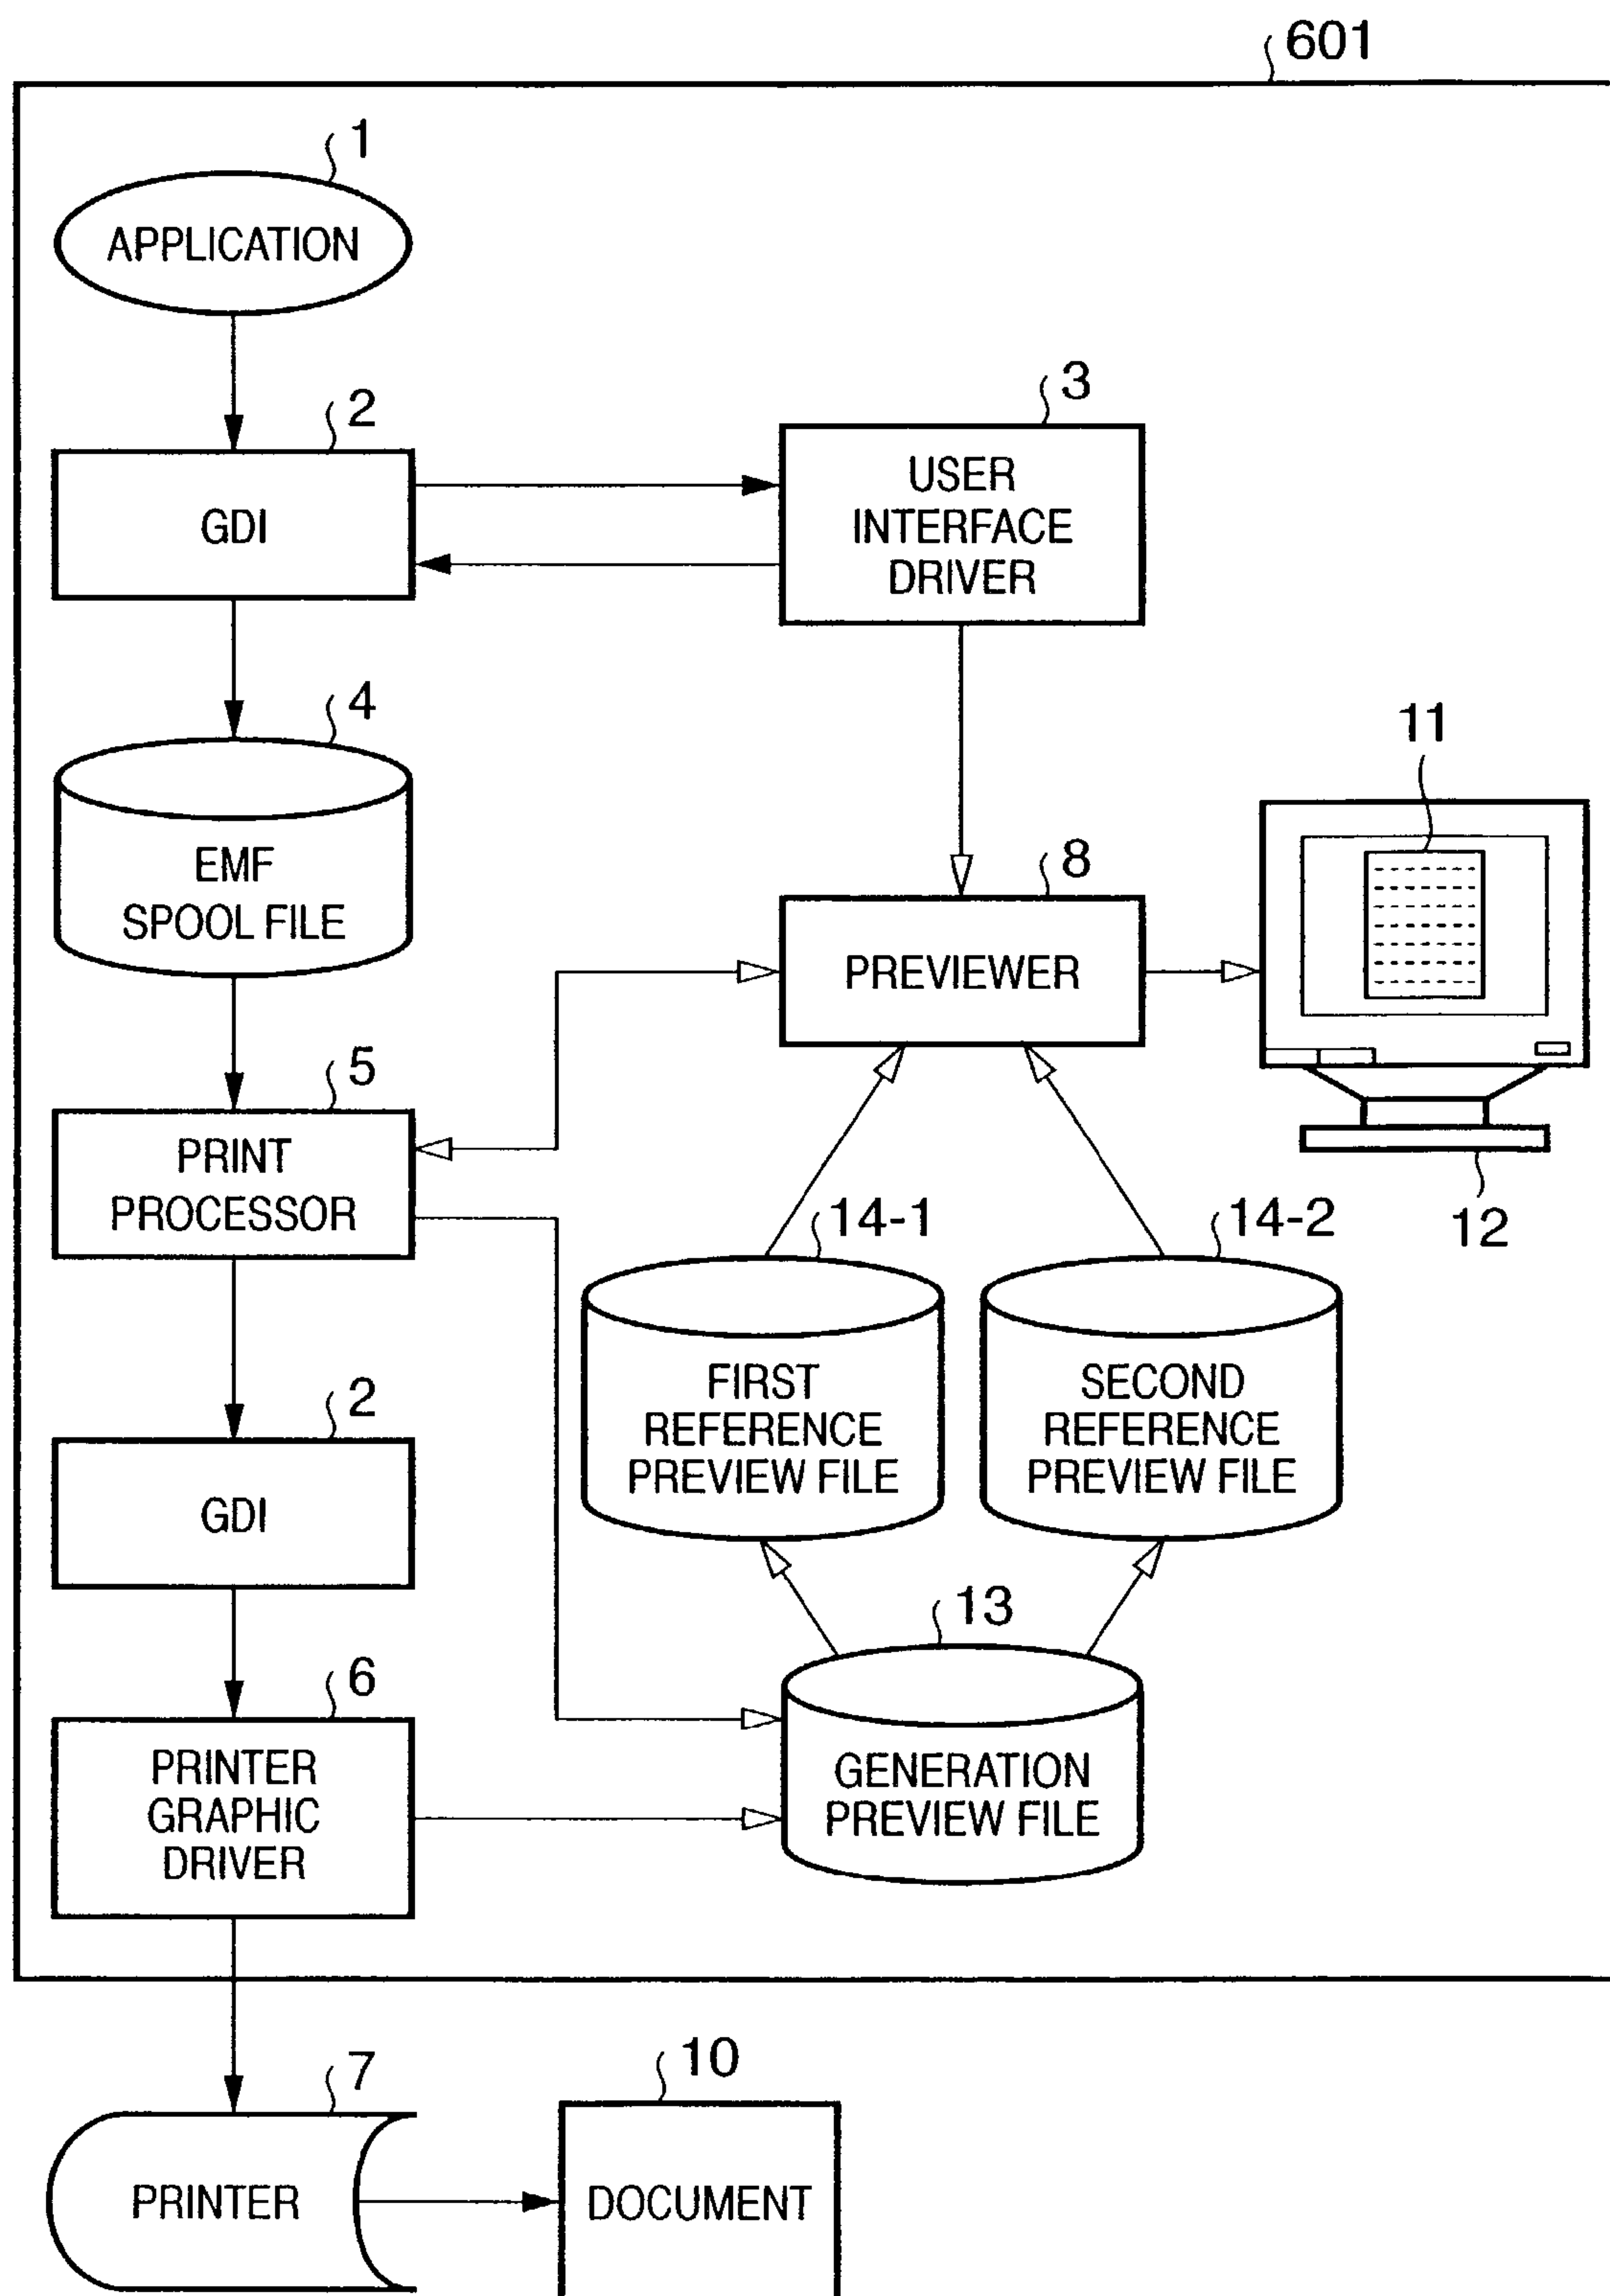 601
1
APPLICATION
2
GDI
3
USER
INTERFACE
DRIVER
4
EMF
SPOOL FILE
8
PREVIEWER
11
12
5
PRINT
PROCESSOR
14-1
FIRST
REFERENCE
PREVIEW FILE
14-2
SECOND
REFERENCE
PREVIEW FILE
2
GDI
13
GENERATION
PREVIEW FILE
6
PRINTER
GRAPHIC
DRIVER
7
PRINTER
10
DOCUMENT